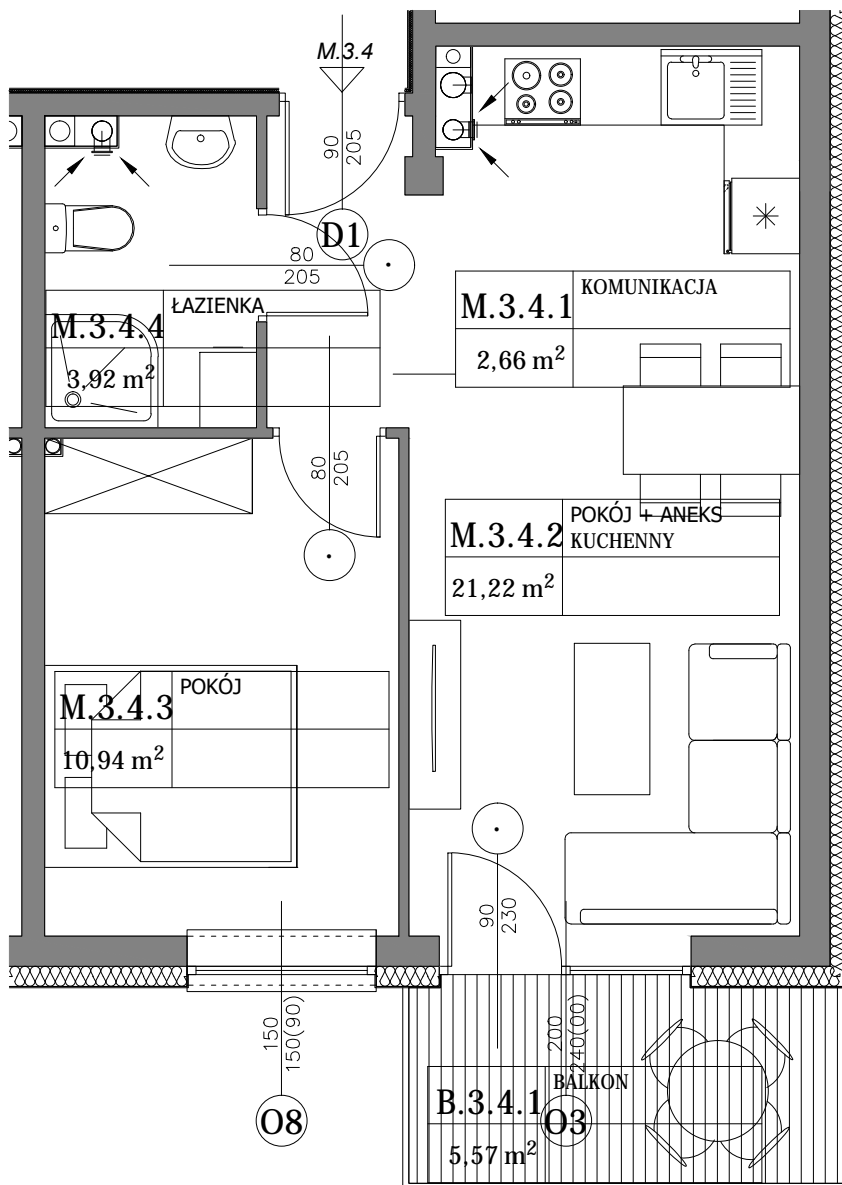 M.3.4
90
205
D1
80
205
M.3.4.1
KOMUNIKACJA
2,66 m²
M.3.4.4
ŁAZIENKA
3,92 m²
80
205
M.3.4.2
POKÓJ + ANEKS
KUCHENNY
21,22 m²
M.3.4.3
POKÓJ
10,94 m²
90
230
150
150(90)
200
240(00)
O8
B.3.4.1
BALKON
O3
5,57 m²